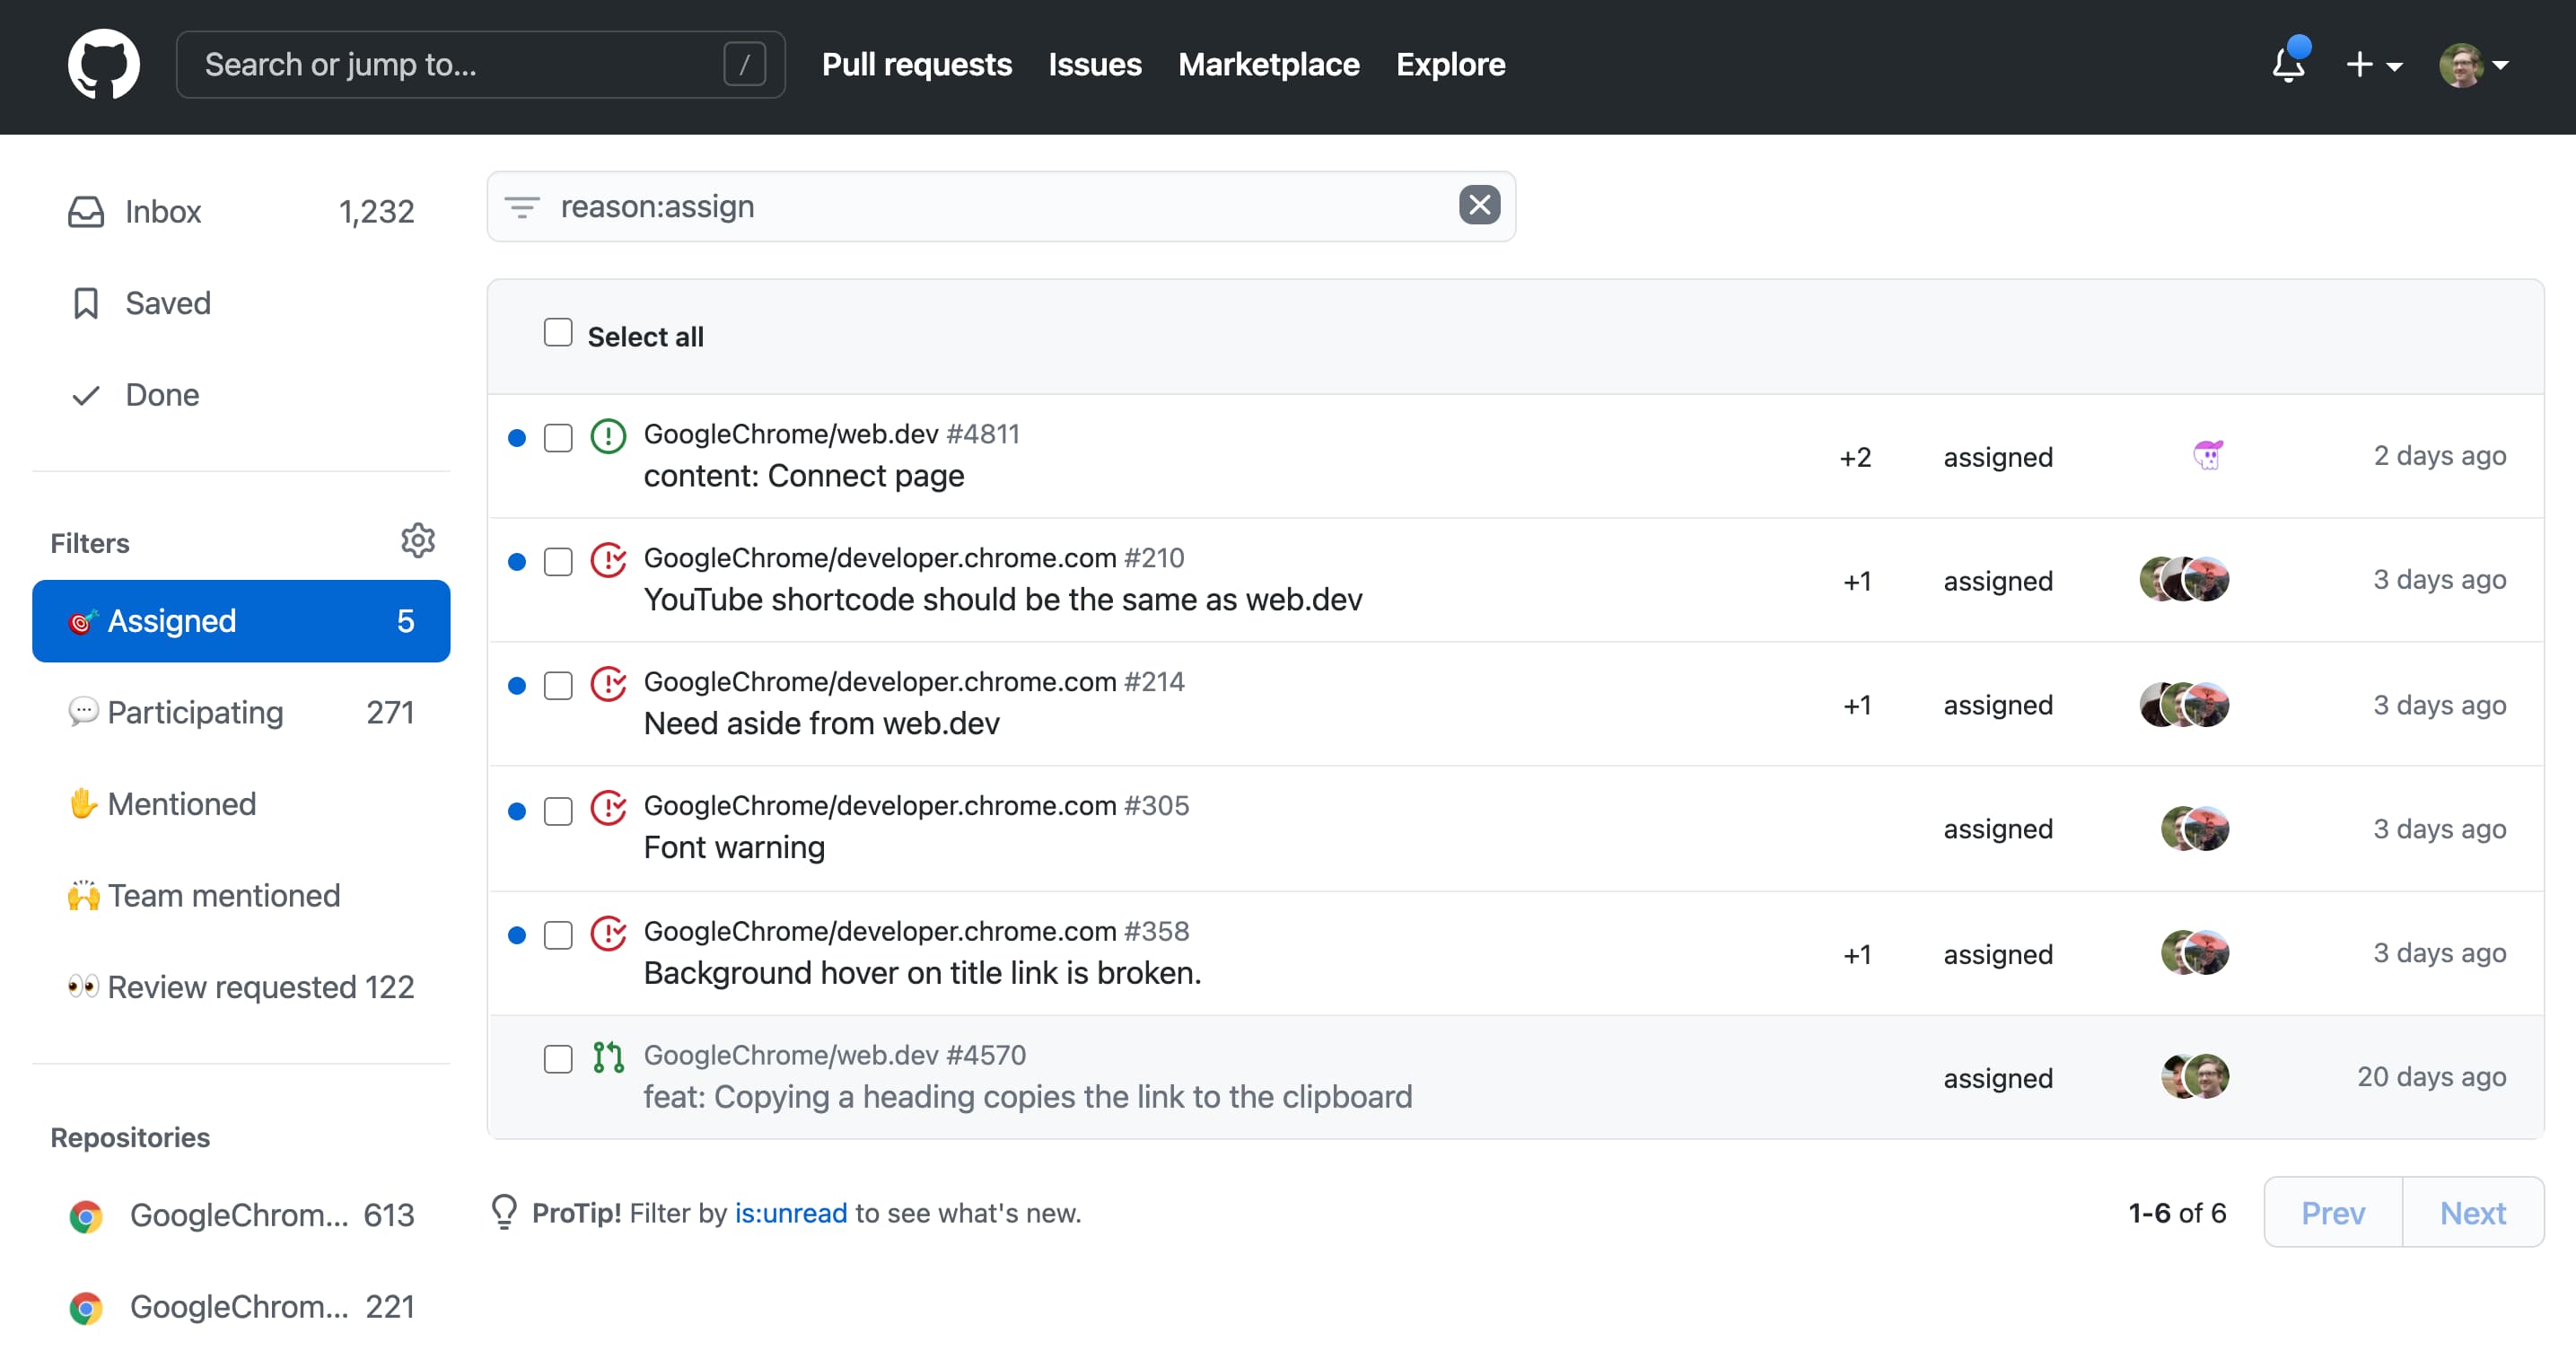 Search or jump to... /
Pull requests Issues Marketplace Explore
Inbox 1,232
Saved
Done
Filters
Assigned 5
Participating 271
Mentioned
Team mentioned
Review requested 122
Repositories
GoogleChrom... 613
GoogleChrom... 221
reason:assign
Select all
GoogleChrome/web.dev #4811
content: Connect page
+2 assigned 2 days ago
GoogleChrome/developer.chrome.com #210
YouTube shortcode should be the same as web.dev
+1 assigned 3 days ago
GoogleChrome/developer.chrome.com #214
Need aside from web.dev
+1 assigned 3 days ago
GoogleChrome/developer.chrome.com #305
Font warning
assigned 3 days ago
GoogleChrome/developer.chrome.com #358
Background hover on title link is broken.
+1 assigned 3 days ago
GoogleChrome/web.dev #4570
feat: Copying a heading copies the link to the clipboard
assigned 20 days ago
ProTip! Filter by is:unread to see what's new.
1-6 of 6 Prev Next